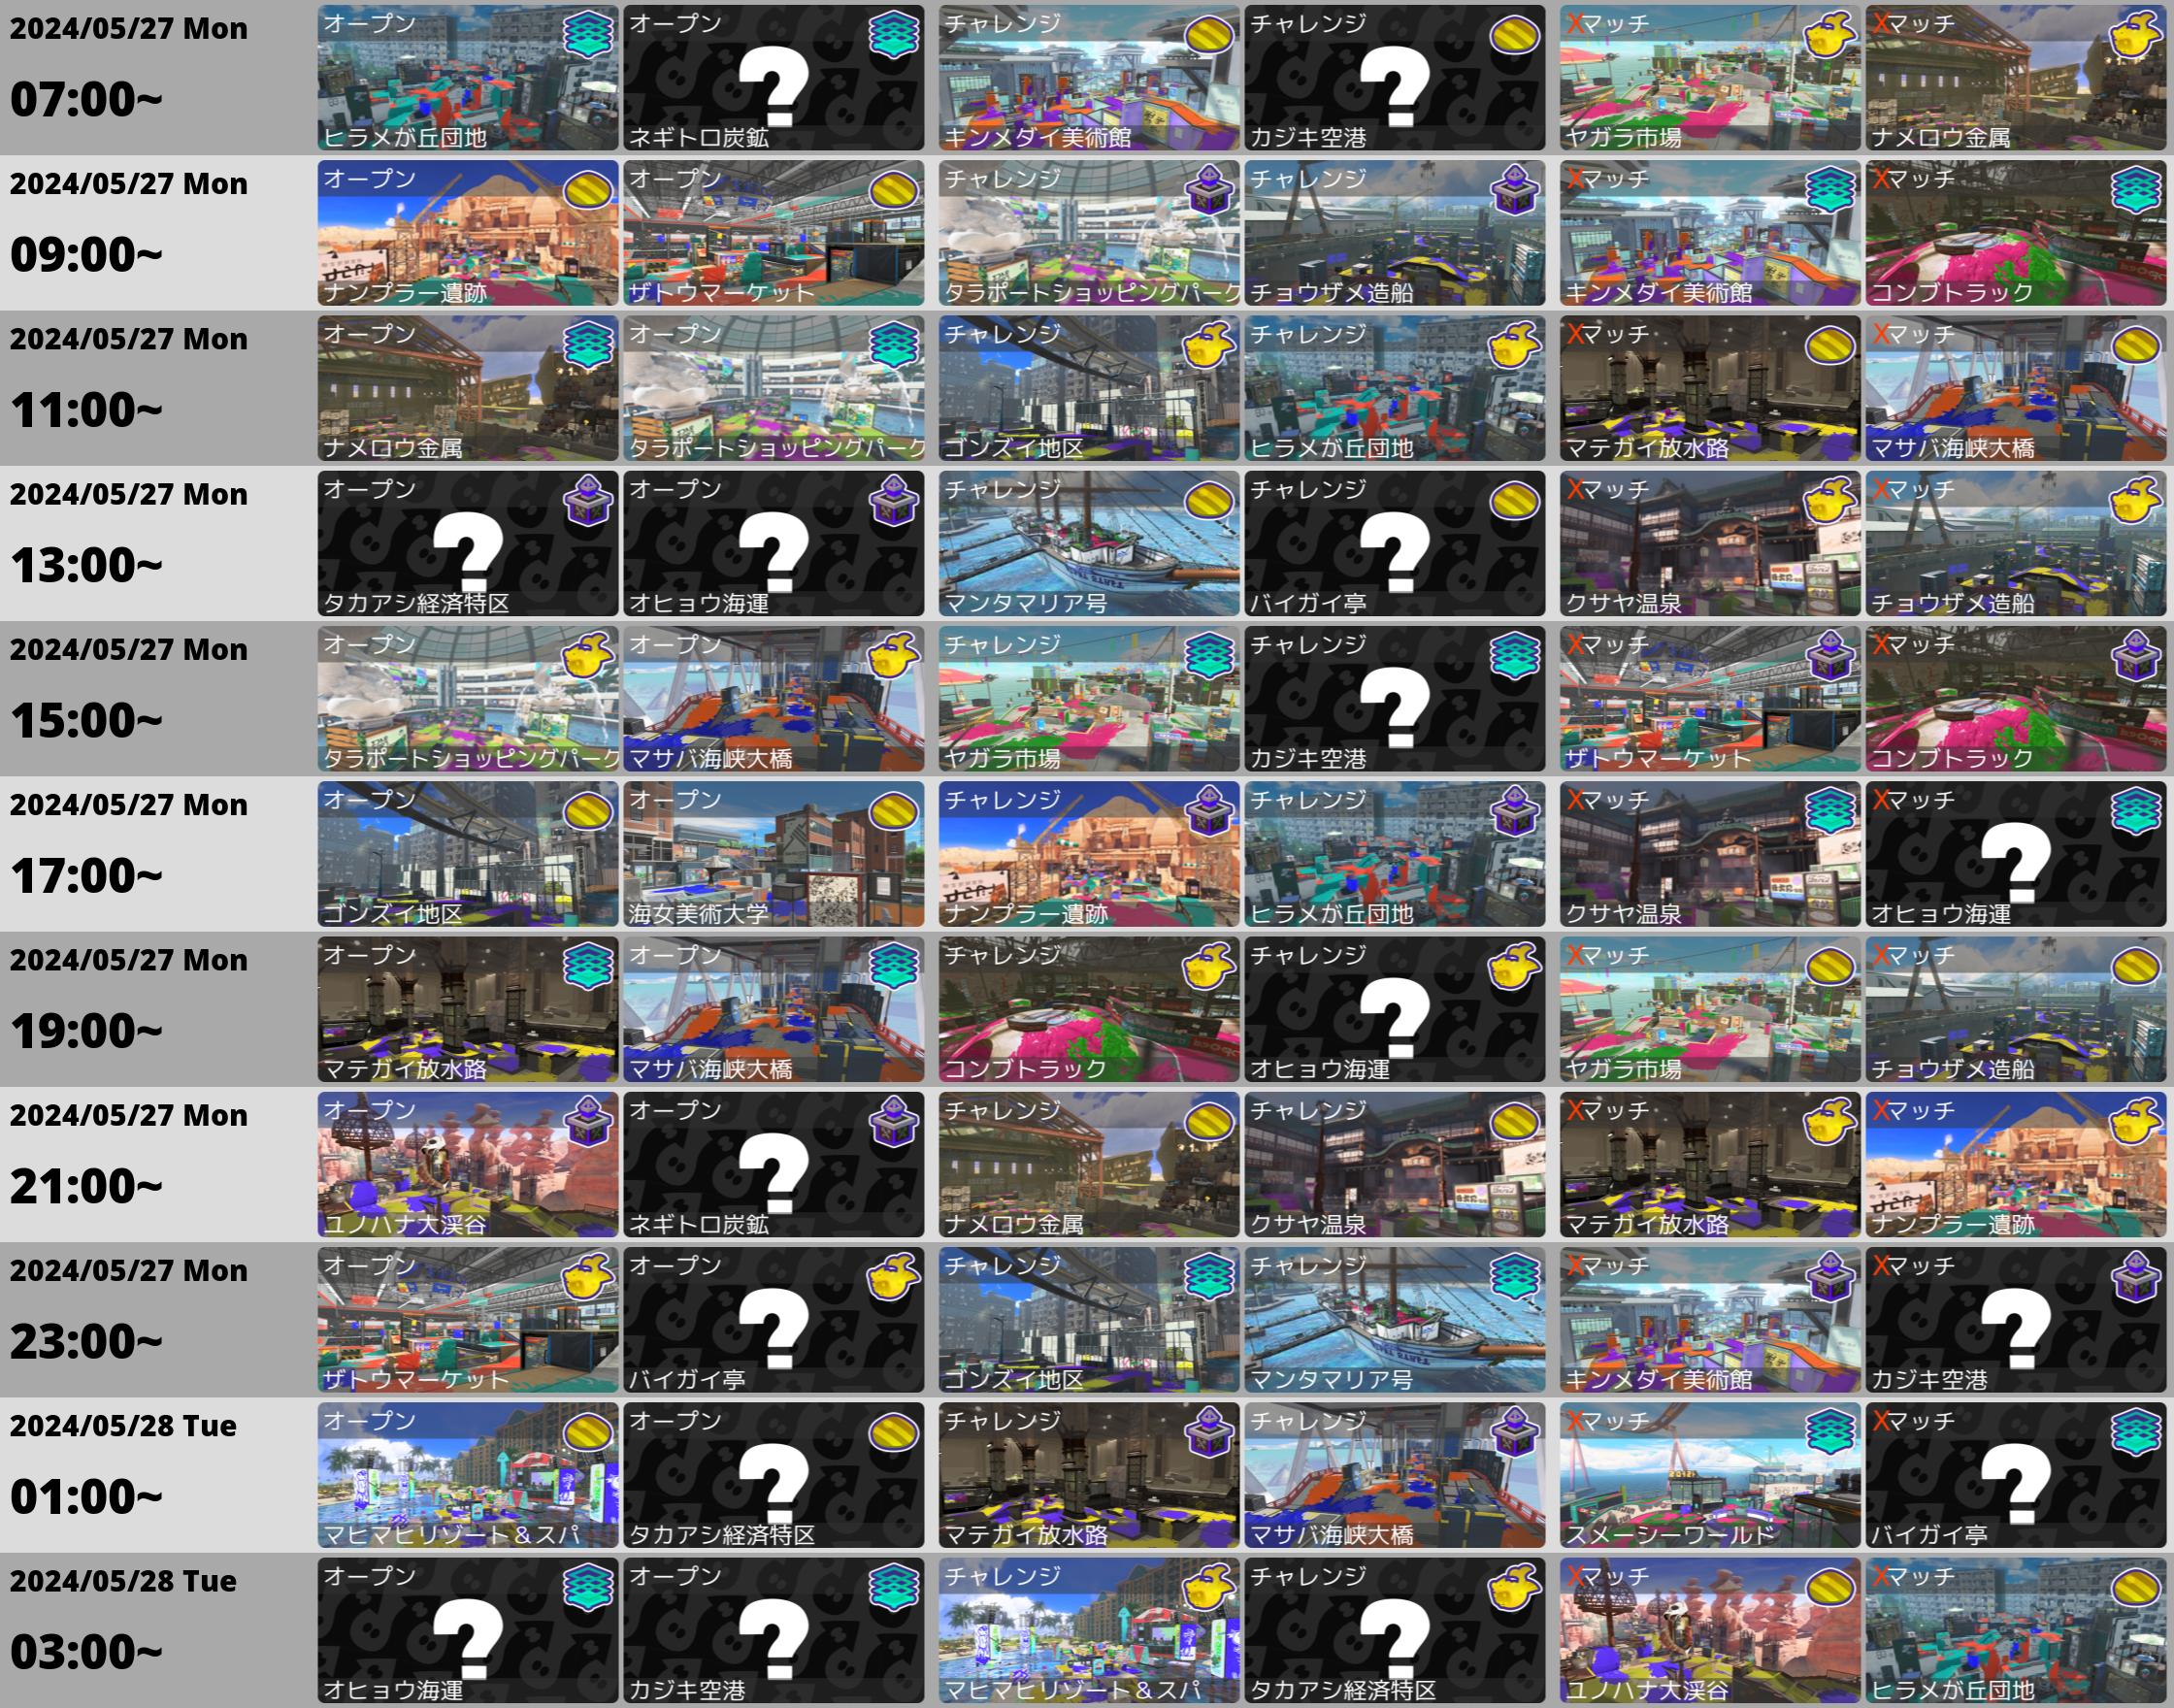 2024/05/27 Mon
07:00~
オープン オープン チャレンジ チャレンジ Xマッチ Xマッチ
ヒラメが丘団地 ネギトロ炭鉱 キンメダイ美術館 カジキ空港 ヤガラ市場 ナメロウ金属
2024/05/27 Mon
09:00~
オープン オープン チャレンジ チャレンジ Xマッチ Xマッチ
ナンプラー遺跡 ザトウマーケット タラポートショッピングパーク チョウザメ造船 キンメダイ美術館 コンブトラック
2024/05/27 Mon
11:00~
オープン オープン チャレンジ チャレンジ Xマッチ Xマッチ
ナメロウ金属 タラポートショッピングパーク ゴンズイ地区 ヒラメが丘団地 マテガイ放水路 マサバ海峡大橋
2024/05/27 Mon
13:00~
オープン オープン チャレンジ チャレンジ Xマッチ Xマッチ
タカアシ経済特区 オヒョウ海運 マンタマリア号 バイガイ亭 クサヤ温泉 チョウザメ造船
2024/05/27 Mon
15:00~
オープン オープン チャレンジ チャレンジ Xマッチ Xマッチ
タラポートショッピングパーク マサバ海峡大橋 ヤガラ市場 カジキ空港 ザトウマーケット コンブトラック
2024/05/27 Mon
17:00~
オープン オープン チャレンジ チャレンジ Xマッチ Xマッチ
ゴンズイ地区 海女美術大学 ナンプラー遺跡 ヒラメが丘団地 クサヤ温泉 オヒョウ海運
2024/05/27 Mon
19:00~
オープン オープン チャレンジ チャレンジ Xマッチ Xマッチ
マテガイ放水路 マサバ海峡大橋 コンブトラック オヒョウ海運 ヤガラ市場 チョウザメ造船
2024/05/27 Mon
21:00~
オープン オープン チャレンジ チャレンジ Xマッチ Xマッチ
ユノハナ大渓谷 ネギトロ炭鉱 ナメロウ金属 クサヤ温泉 マテガイ放水路 ナンプラー遺跡
2024/05/27 Mon
23:00~
オープン オープン チャレンジ チャレンジ Xマッチ Xマッチ
ザトウマーケット バイガイ亭 ゴンズイ地区 マンタマリア号 キンメダイ美術館 カジキ空港
2024/05/28 Tue
01:00~
オープン オープン チャレンジ チャレンジ Xマッチ Xマッチ
マヒマヒリゾート＆スパ タカアシ経済特区 マテガイ放水路 マサバ海峡大橋 スメーシーワールド バイガイ亭
2024/05/28 Tue
03:00~
オープン オープン チャレンジ チャレンジ Xマッチ Xマッチ
オヒョウ海運 カジキ空港 マヒマヒリゾート＆スパ タカアシ経済特区 ユノハナ大渓谷 ヒラメが丘団地